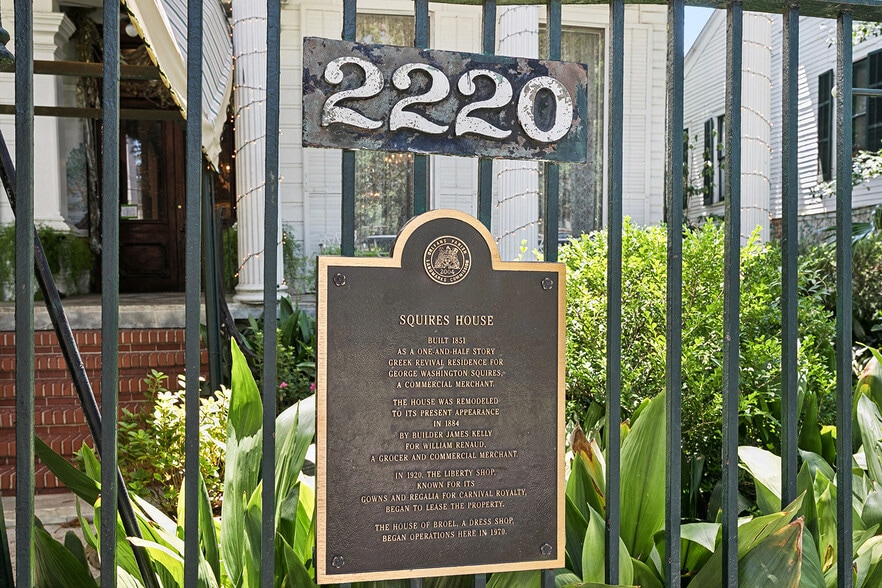 2220
2004
SQUIRES HOUSE
BUILT 1851
AS A ONE-AND-HALF STORY
GREEK REVIVAL RESIDENCE FOR
GEORGE WASHINGTON SQUIRES,
A COMMERCIAL MERCHANT.
THE HOUSE WAS REMODELED
TO ITS PRESENT APPEARANCE
IN 1884
BY BUILDER JAMES KELLY
FOR WILLIAM RENAUD,
A GROCER AND COMMERCIAL MERCHANT.
IN 1920, THE LIBERTY SHOP,
KNOWN FOR ITS
GOWNS AND REGALIA FOR CARNIVAL ROYALTY,
BEGAN TO LEASE THE PROPERTY.
THE HOUSE OF BROEL, A DRESS SHOP,
BEGAN OPERATIONS HERE IN 1970.